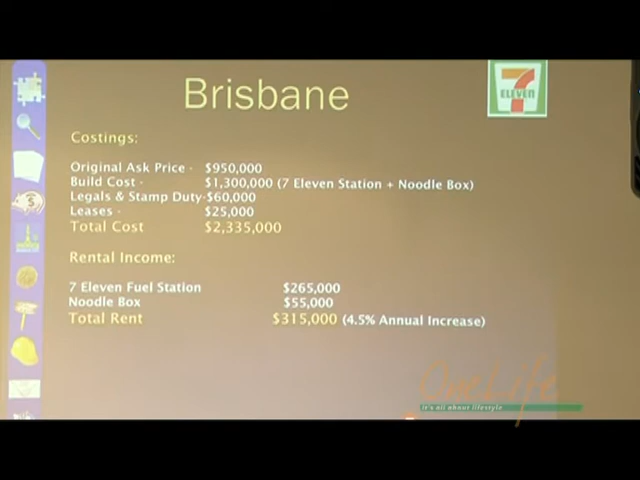 Brisbane
7
ELEVEN
Costings:
Original Ask Price - $950,000
Build Cost - $1,300,000 (7 Eleven Station + Noodle Box)
Legals & Stamp Duty-$60,000
Leases - $25,000
Total Cost $2,335,000
Rental Income:
7 Eleven Fuel Station $265,000
Noodle Box $55,000
Total Rent $315,000 (4.5% Annual Increase)
OneLife
it's all about lifestyle